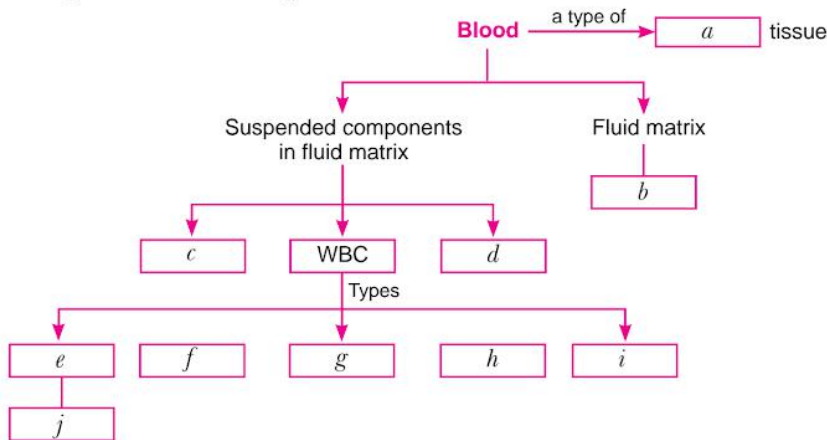 Blood a type of a tissue
Suspended components Fluid matrix
in fluid matrix
b
c WBC d
Types
e f g h i
j